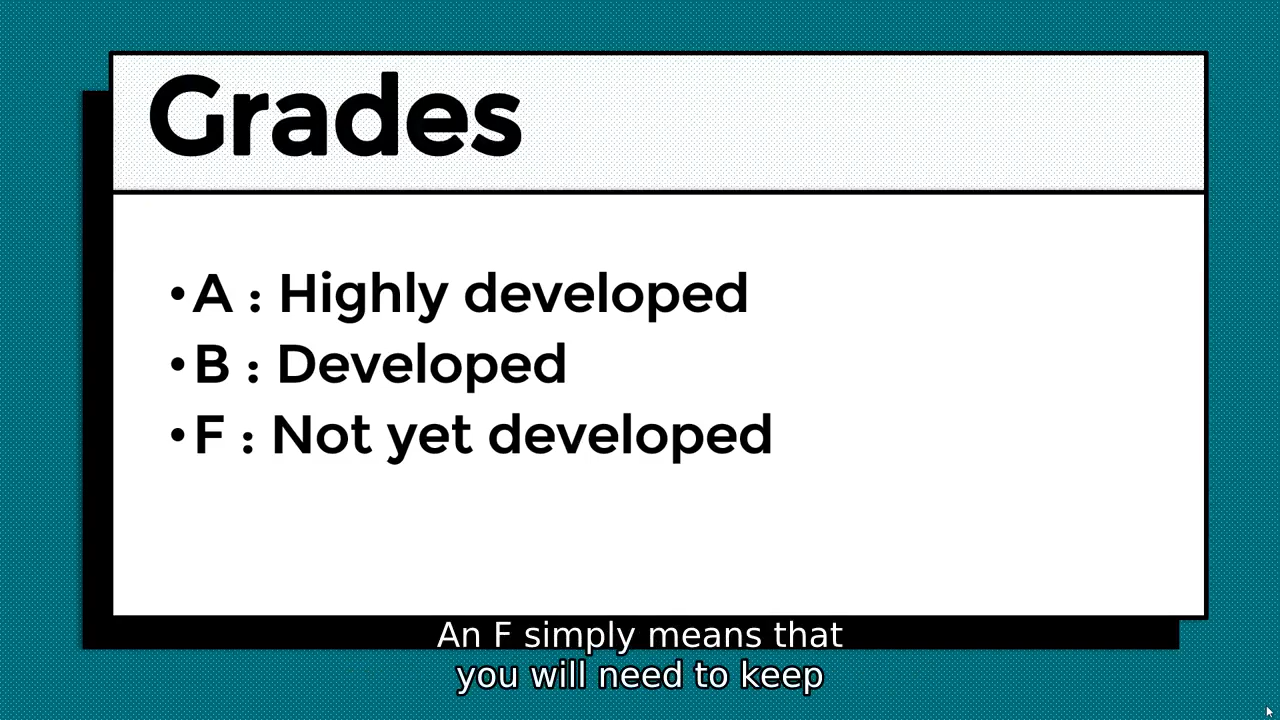 Grades
•A : Highly developed
•B : Developed
•F : Not yet developed
An F simply means that
you will need to keep